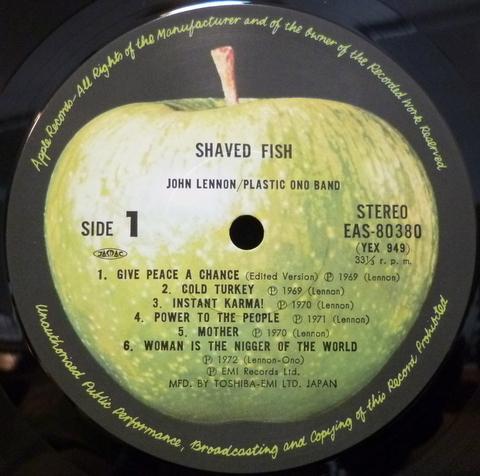 Apple Records-All Rights of the Manufacturer and of the Owner of the Recorded Work Reserved
SHAVED FISH
JOHN LENNON/PLASTIC ONO BAND
SIDE 1
JASRAC
STEREO
EAS-80380
(YEX 949)
33⅓ r. p. m.
1. GIVE PEACE A CHANCE (Edited Version) Ⓟ 1969 (Lennon)
2. COLD TURKEY Ⓟ 1969 (Lennon)
3. INSTANT KARMA! Ⓟ 1970 (Lennon)
4. POWER TO THE PEOPLE Ⓟ 1971 (Lennon)
5. MOTHER Ⓟ 1970 (Lennon)
6. WOMAN IS THE NIGGER OF THE WORLD
Ⓟ 1972 (Lennon-Ono)
Ⓟ EMI Records Ltd.
MFD. BY TOSHIBA-EMI LTD. JAPAN
Unauthorised Public Performance, Broadcasting and Copying of this Record Prohibited